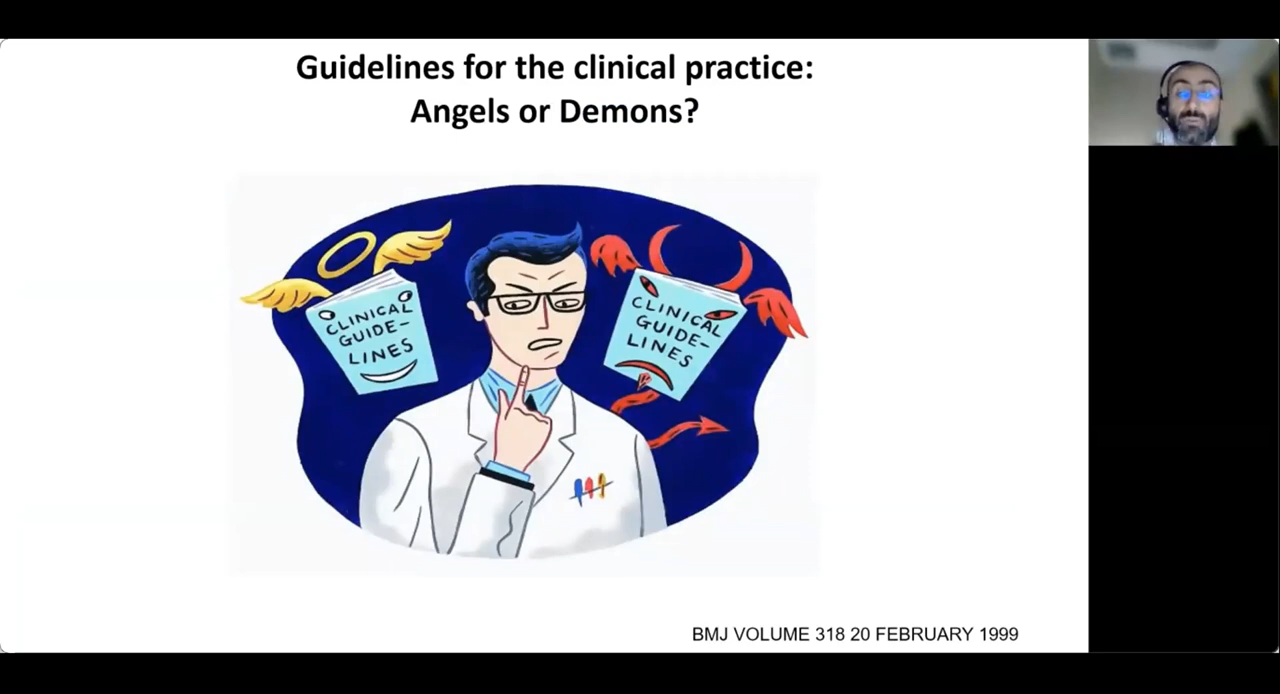 Guidelines for the clinical practice:
Angels or Demons?
CLINICAL
GUIDE-
LINES
CLINICAL
GUIDE-
LINES
BMJ VOLUME 318 20 FEBRUARY 1999